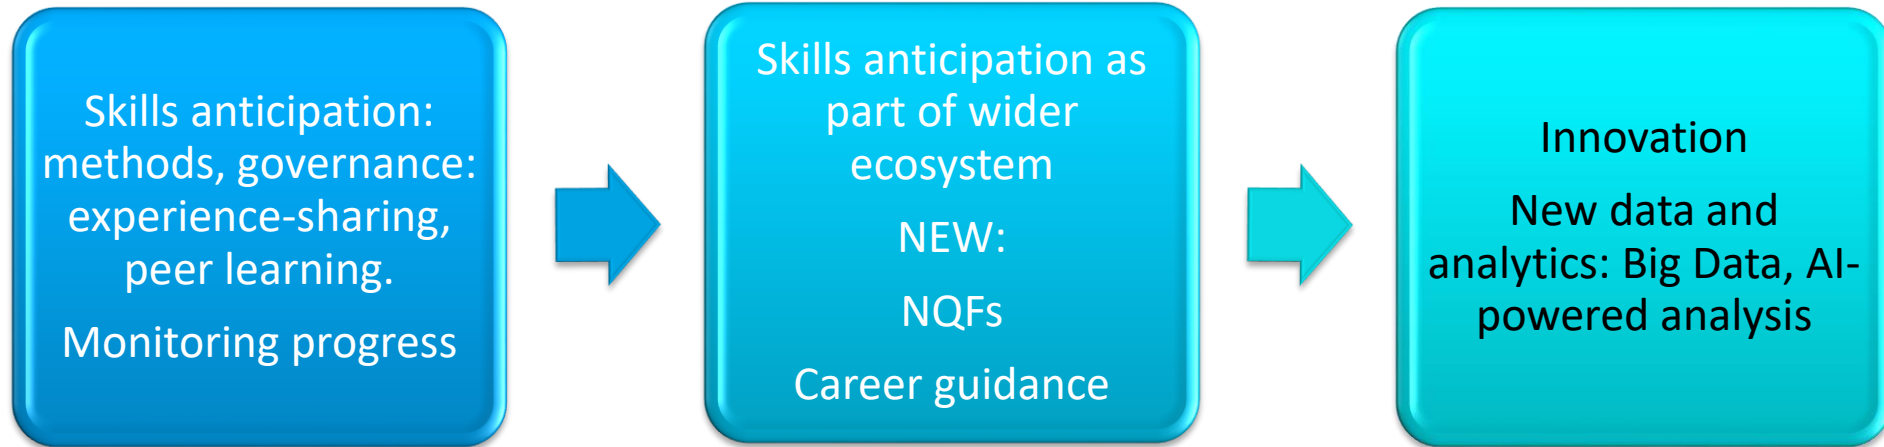 Skills anticipation:
methods, governance:
experience-sharing,
peer learning.
Monitoring progress
Skills anticipation as
part of wider
ecosystem
NEW:
NQFs
Career guidance
Innovation
New data and
analytics: Big Data, AI-
powered analysis